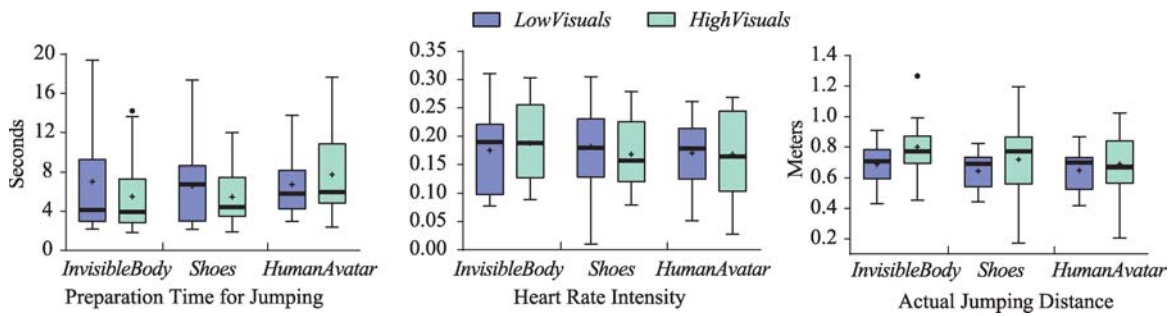 LowVisuals HighVisuals
20
16
12
8
4
0
Seconds
InvisibleBody Shoes HumanAvatar
Preparation Time for Jumping
0.35
0.30
0.25
0.20
0.15
0.10
0.05
0.00
InvisibleBody Shoes HumanAvatar
Heart Rate Intensity
1.4
1.2
1.0
0.8
0.6
0.4
0.2
Meters
InvisibleBody Shoes HumanAvatar
Actual Jumping Distance